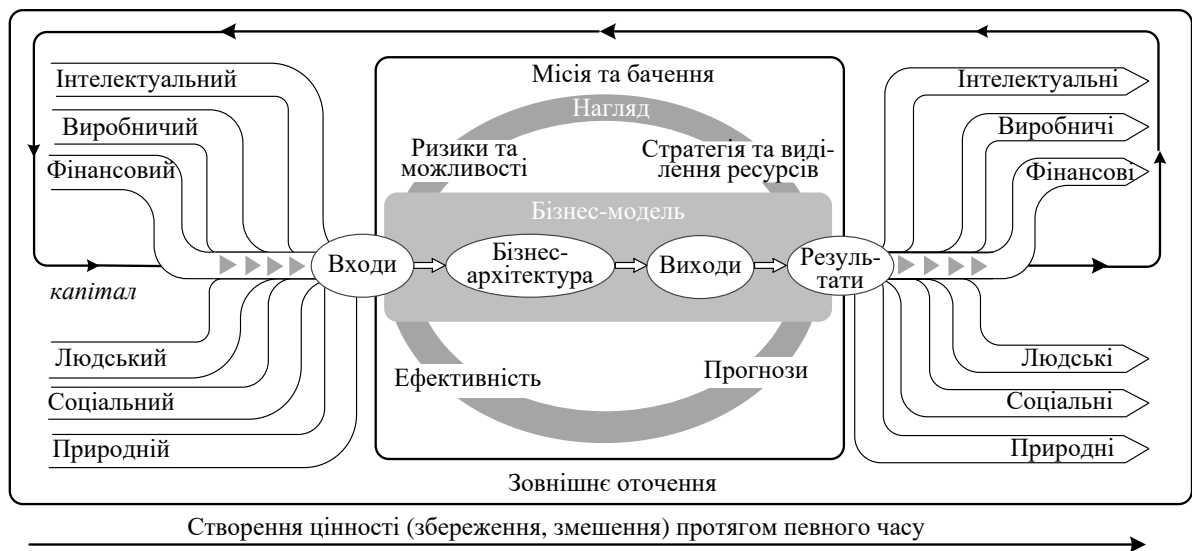 Місія та бачення
Нагляд
Інтелектуальний
Виробничий
Фінансовий
Ризики та
можливості
Стратегія та виді-
лення ресурсів
Інтелектуальні
Виробничі
Фінансові
Бізнес-модель
Входи
Бізнес-
архітектура
Виходи
Резуль-
тати
капітал
Людський
Соціальний
Природній
Ефективність
Прогнози
Людські
Соціальні
Природні
Зовнішнє оточення
Створення цінності (збереження, змешення) протягом певного часу